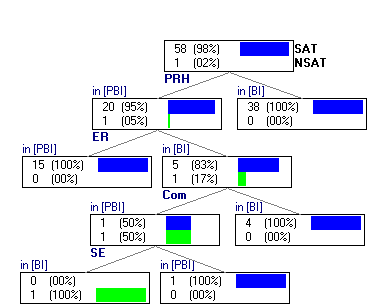 58 (98%) SAT
1 (02%) NSAT
PRH
in [PBI] in [BI]
20 (95%) 38 (100%)
1 (05%) 0 (00%)
ER
in [PBI] in [BI]
15 (100%) 5 (83%)
0 (00%) 1 (17%)
Com
in [PBI] in [BI]
1 (50%) 4 (100%)
1 (50%) 0 (00%)
SE
in [BI] in [PBI]
0 (00%) 1 (100%)
1 (100%) 0 (00%)